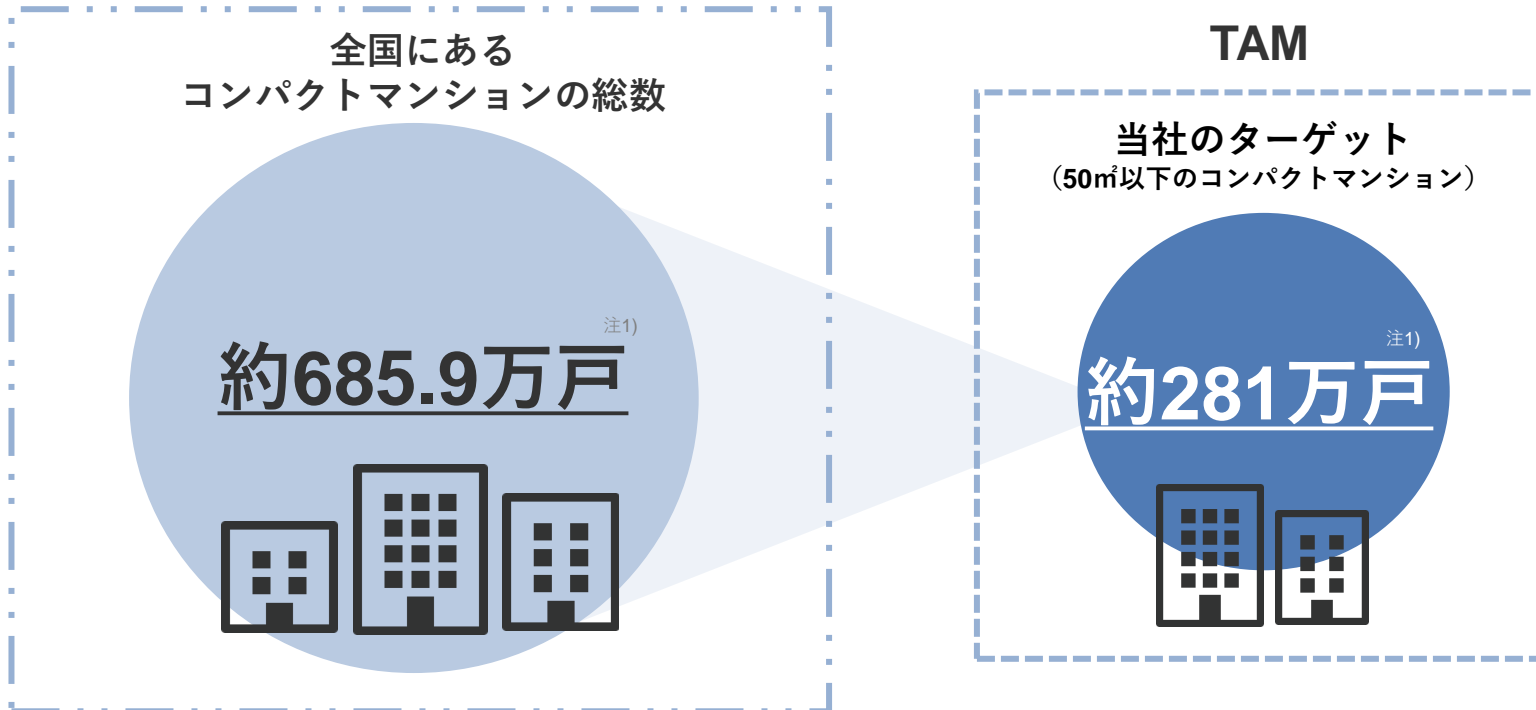 全国にある
コンパクトマンションの総数
注1)
約685.9万戸
TAM
当社のターゲット
（50㎡以下のコンパクトマンション）
注1)
約281万戸